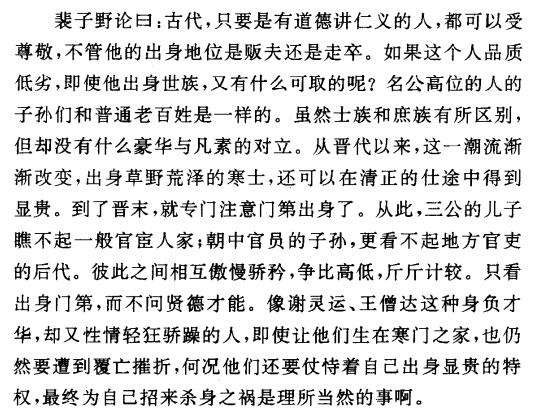 裴子野论曰:古代,只要是有道德讲仁义的人,都可以受
尊敬,不管他的出身地位是贩夫还是走卒。如果这个人品质
低劣,即使他出身世族,又有什么可取的呢？名公高位的人的
子孙们和普通老百姓是一样的。虽然士族和庶族有所区别,
但却没有什么豪华与凡素的对立。从晋代以来,这一潮流渐
渐改变,出身草野荒泽的寒士,还可以在清正的仕途中得到
显贵。到了晋末,就专门注意门第出身了。从此,三公的儿子
瞧不起一般官宦人家;朝中官员的子孙,更看不起地方官吏
的后代。彼此之间相互傲慢骄矜,争比高低,斤斤计较。只看
出身门第,而不问贤德才能。像谢灵运、王僧达这种身负才
华,却又性情轻狂骄躁的人,即使让他们生在寒门之家,也仍
然要遭到覆亡摧折,何况他们还要仗恃着自己出身显贵的特
权,最终为自己招来杀身之祸是理所当然的事啊。